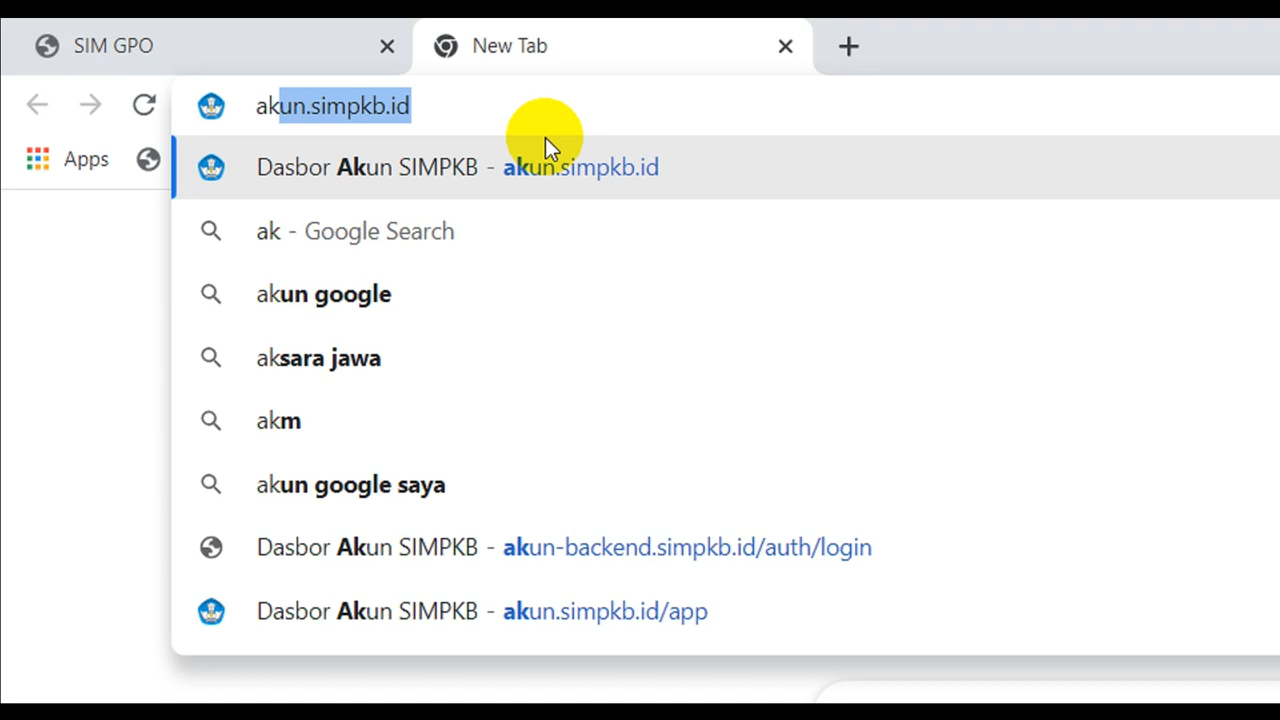 SIM GPO
New Tab
akun.simpkb.id
Apps
Dasbor Akun SIMPKB - akun.simpkb.id
ak - Google Search
akun google
aksara jawa
akm
akun google saya
Dasbor Akun SIMPKB - akun-backend.simpkb.id/auth/login
Dasbor Akun SIMPKB - akun.simpkb.id/app